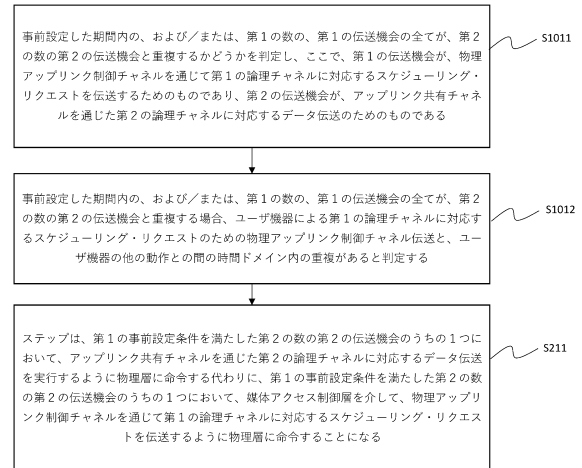 事前設定した期間内の、および／または、第１の数の、第１の伝送機会の全てが、第２
の数の第２の伝送機会と重複するかどうかを判定し、ここで、第１の伝送機会が、物理
アップリンク制御チャネルを通じて第１の論理チャネルに対応するスケジューリング・
リクエストを伝送するためのものであり、第２の伝送機会が、アップリンク共有チャネ
ルを通じた第２の論理チャネルに対応するデータ伝送のためのものである
S1011
事前設定した期間内の、および／または、第１の数の、第１の伝送機会の全てが、第２
の数の第２の伝送機会と重複する場合、ユーザ機器による第１の論理チャネルに対応す
るスケジューリング・リクエストのための物理アップリンク制御チャネル伝送と、ユー
ザ機器の他の動作との間の時間ドメイン内の重複があると判定する
S1012
ステップは、第１の事前設定条件を満たした第２の数の第２の伝送機会のうちの１つに
おいて、アップリンク共有チャネルを通じた第２の論理チャネルに対応するデータ伝送
を実行するように物理層に命令する代わりに、第１の事前設定条件を満たした第２の数
の第２の伝送機会のうちの１つにおいて、媒体アクセス制御層を介して、物理アップリ
ンク制御チャネルを通じて第１の論理チャネルに対応するスケジューリング・リクエス
トを伝送するように物理層に命令することになる
S211